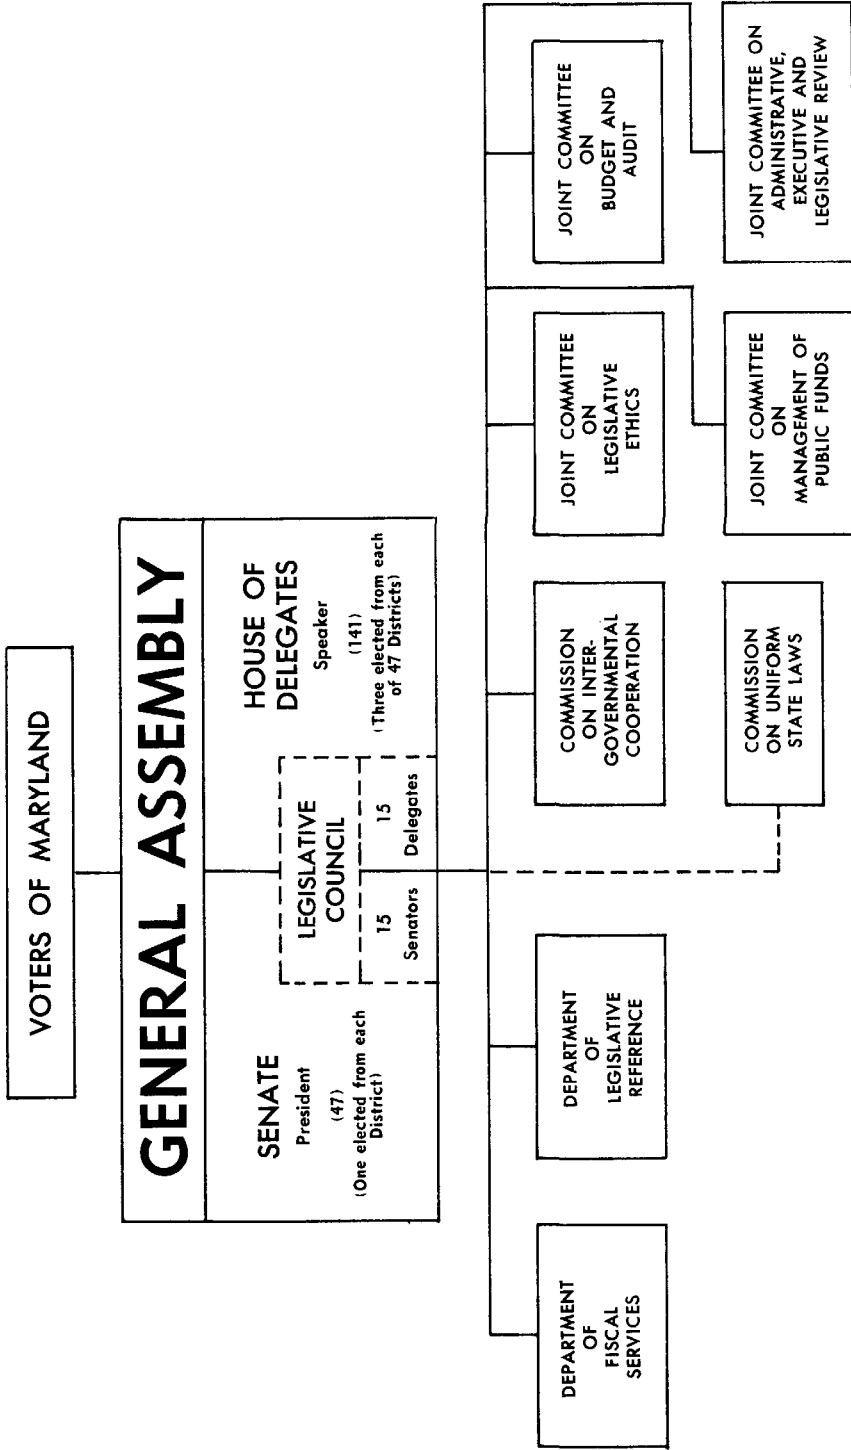 VOTERS OF MARYLAND
GENERAL ASSEMBLY
SENATE
President
(47)
(One elected from each
District)
LEGISLATIVE
COUNCIL
15
Senators
15
Delegates
HOUSE OF
DELEGATES
Speaker
(141)
(Three elected from each
of 47 Districts)
DEPARTMENT
OF
FISCAL
SERVICES
DEPARTMENT
OF
LEGISLATIVE
REFERENCE
COMMISSION
ON INTER-
GOVERNMENTAL
COOPERATION
JOINT COMMITTEE
ON
LEGISLATIVE
ETHICS
JOINT COMMITTEE
ON
BUDGET AND
AUDIT
COMMISSION
ON UNIFORM
STATE LAWS
JOINT COMMITTEE
ON
MANAGEMENT OF
PUBLIC FUNDS
JOINT COMMITTEE ON
ADMINISTRATIVE,
EXECUTIVE AND
LEGISLATIVE REVIEW